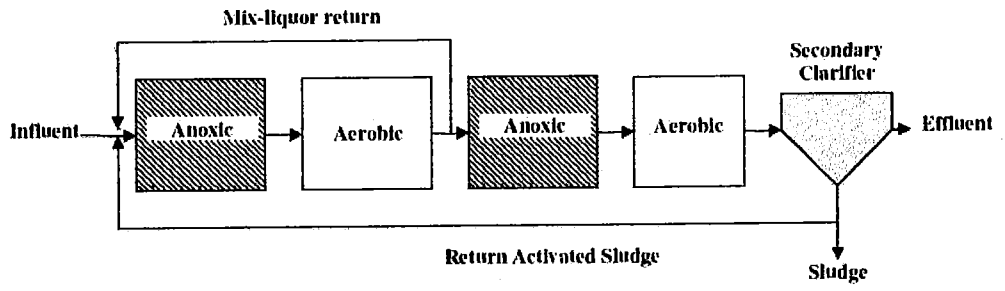 Mix-liquor return
Secondary
Clarifier
Influent
Anoxic
Aerobic
Anoxic
Aerobic
Effluent
Return Activated Sludge
Sludge